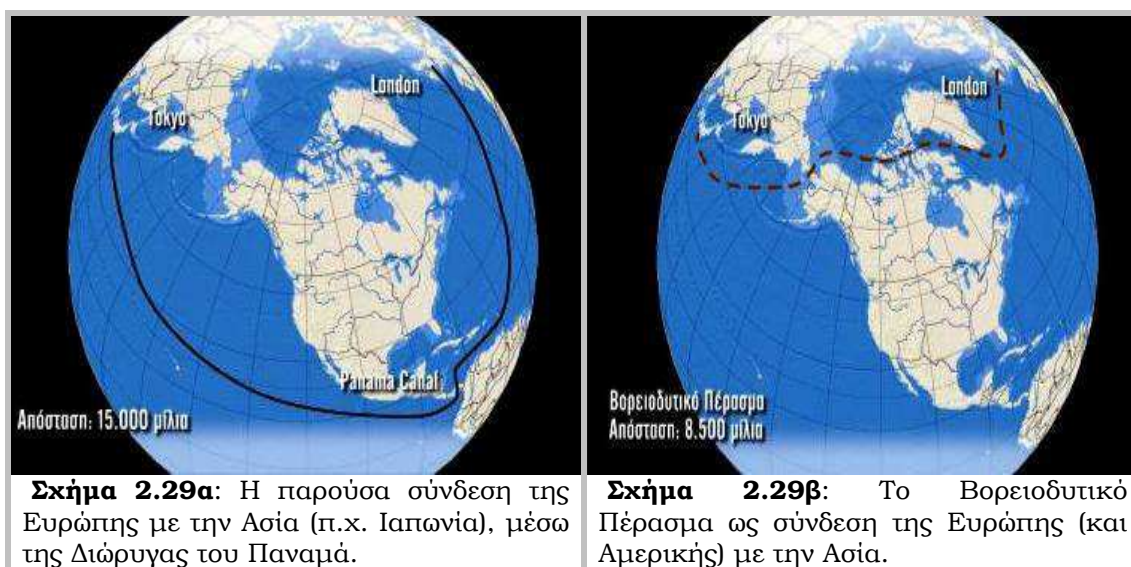 London
Tokyo
Panama Canal
Απόσταση: 15.000 μίλια
Σχήμα 2.29α: Η παρούσα σύνδεση της
Ευρώπης με την Ασία (π.χ. Ιαπωνία), μέσω
της Διώρυγας του Παναμά.
London
Tokyo
Βορειοδυτικό Πέρασμα
Απόσταση: 8.500 μίλια
Σχήμα 2.29β: Το Βορειοδυτικό
Πέρασμα ως σύνδεση της Ευρώπης (και
Αμερικής) με την Ασία.